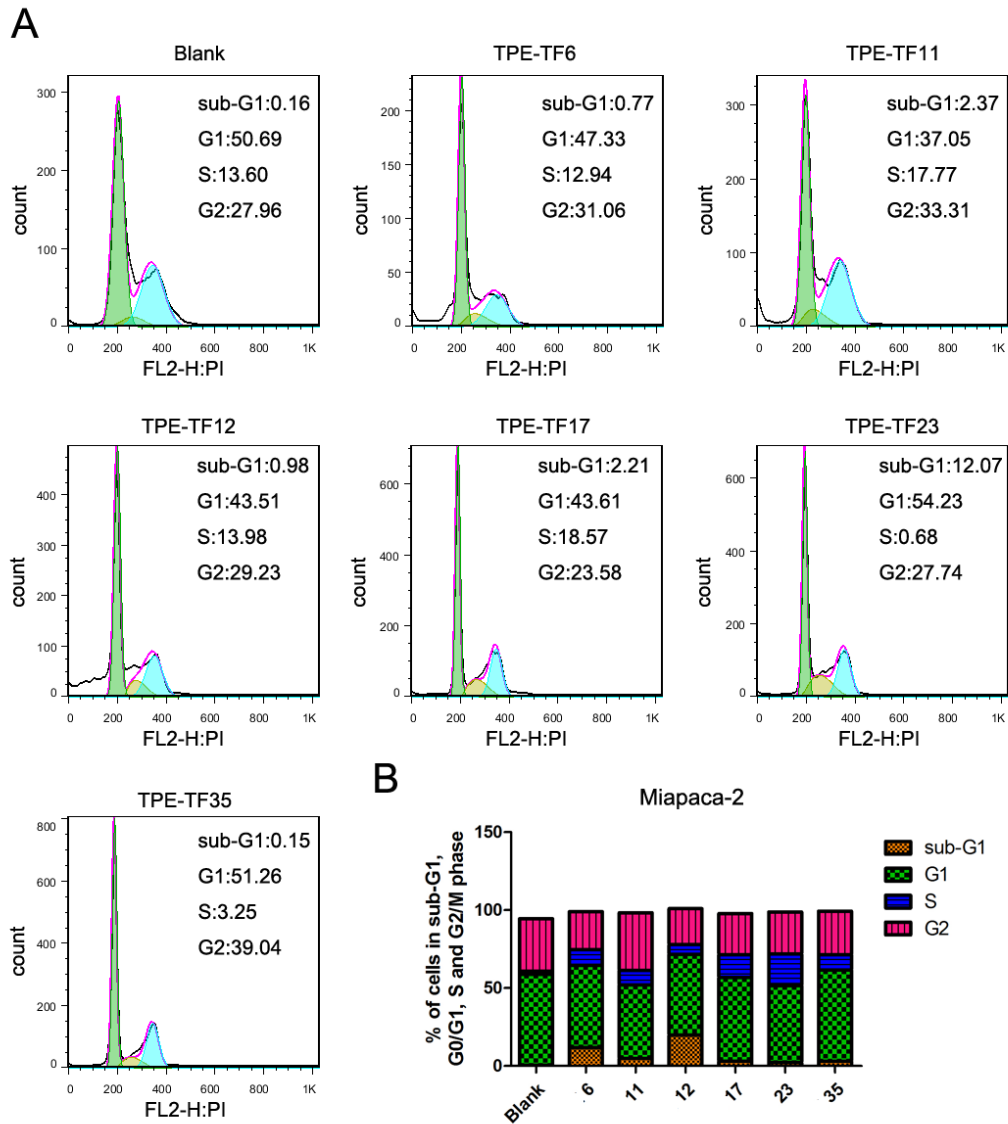 A
Blank
sub-G1:0.16
G1:50.69
S:13.60
G2:27.96
count
300
200
100
0
0 200 400 600 800 1K
FL2-H:PI
TPE-TF6
sub-G1:0.77
G1:47.33
S:12.94
G2:31.06
count
200
150
100
50
0
0 200 400 600 800 1K
FL2-H:PI
TPE-TF11
sub-G1:2.37
G1:37.05
S:17.77
G2:33.31
count
300
200
100
0
0 200 400 600 800 1K
FL2-H:PI
TPE-TF12
sub-G1:0.98
G1:43.51
S:13.98
G2:29.23
count
400
300
200
100
0
0 200 400 600 800 1K
FL2-H:PI
TPE-TF17
sub-G1:2.21
G1:43.61
S:18.57
G2:23.58
count
600
400
200
0
0 200 400 600 800 1K
FL2-H:PI
TPE-TF23
sub-G1:12.07
G1:54.23
S:0.68
G2:27.74
count
600
400
200
0
0 200 400 600 800 1K
FL2-H:PI
TPE-TF35
sub-G1:0.15
G1:51.26
S:3.25
G2:39.04
count
800
600
400
200
0
0 200 400 600 800 1K
FL2-H:PI
B
Miapaca-2
% of cells in sub-G1,
G0/G1, S and G2/M phase
150
100
50
0
Blank 6 11 12 17 23 35
sub-G1
G1
S
G2